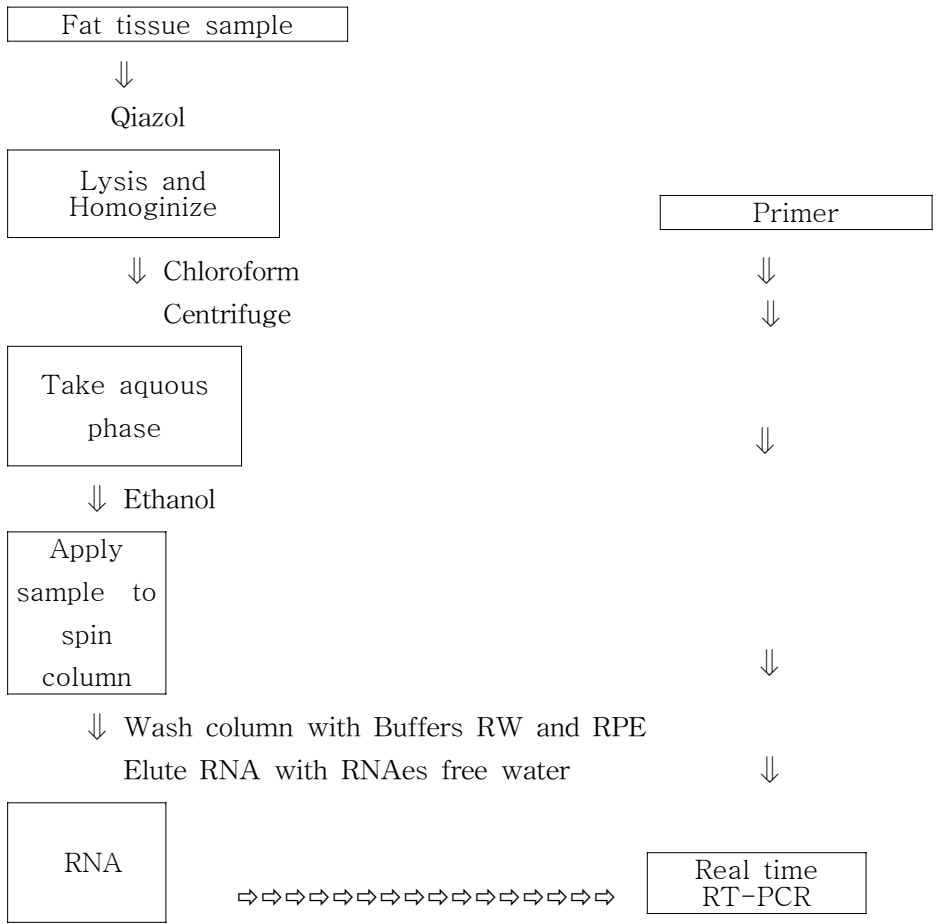 Fat tissue sample
⇓
Qiazol
Lysis and
Homoginize
Primer
⇓ Chloroform
⇓
Centrifuge
⇓
Take aquous
phase
⇓
⇓ Ethanol
Apply
sample to
spin
column
⇓
⇓ Wash column with Buffers RW and RPE
Elute RNA with RNAes free water
⇓
RNA
⇨⇨⇨⇨⇨⇨⇨⇨⇨⇨⇨⇨⇨⇨⇨⇨
Real time
RT-PCR